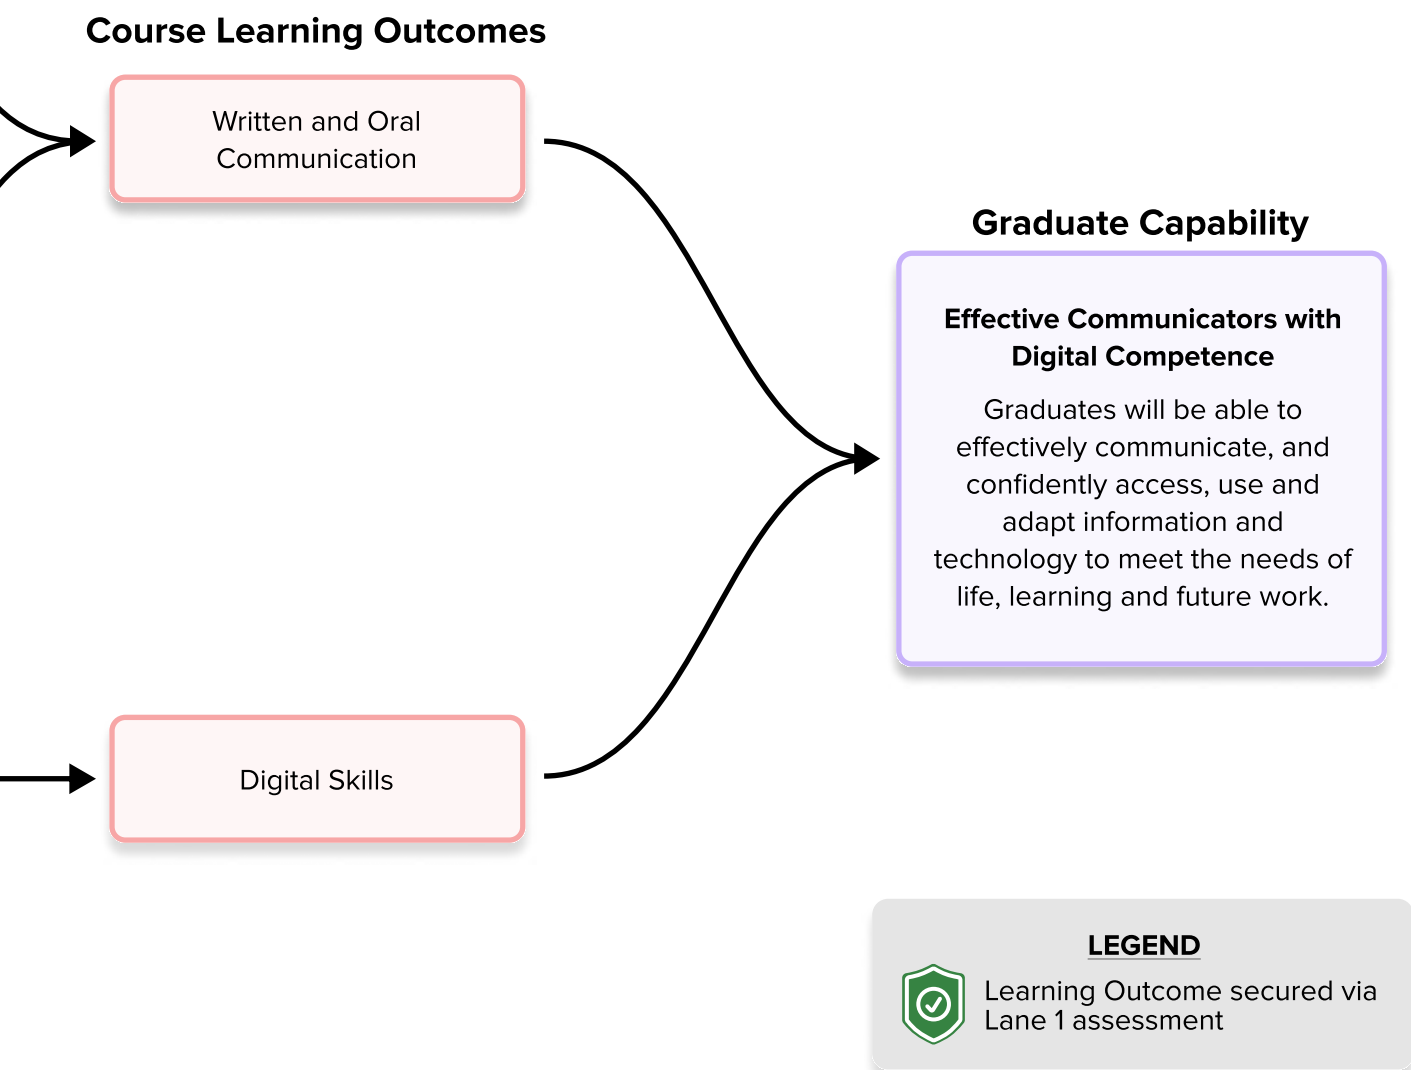 Course Learning Outcomes
Written and Oral
Communication
Graduate Capability
Effective Communicators with
Digital Competence
Graduates will be able to
effectively communicate, and
confidently access, use and
adapt information and
technology to meet the needs of
life, learning and future work.
Digital Skills
LEGEND
Learning Outcome secured via
Lane 1 assessment